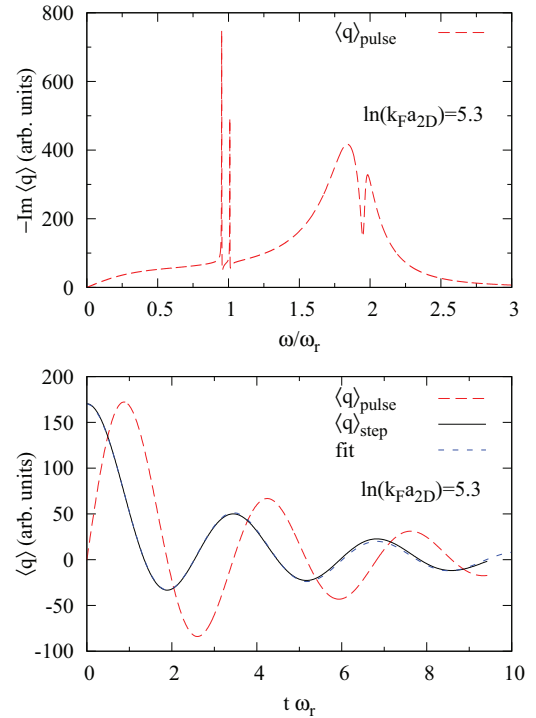 800
⟨q⟩pulse
600
ln(kFa2D)=5.3
400
200
0
−Im ⟨q⟩ (arb. units)
0 0.5 1 1.5 2 2.5 3
ω/ωr
200
⟨q⟩pulse
150
⟨q⟩step
fit
100
ln(kFa2D)=5.3
50
0
-50
-100
⟨q⟩ (arb. units)
0 2 4 6 8 10
t ωr